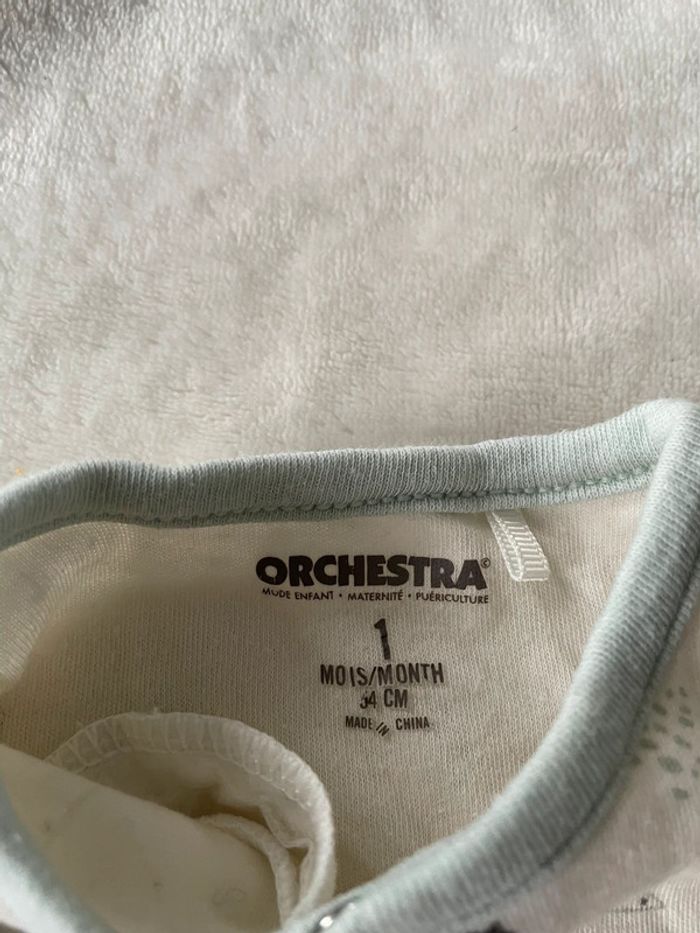 ORCHESTRA©
MODE ENFANT • MATERNITÉ • PUÉRICULTURE
1
MOIS/MONTH
54 CM
MADE IN CHINA